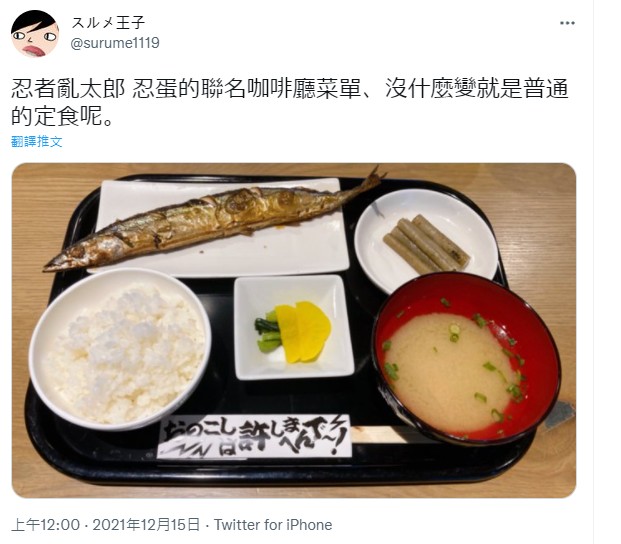 スルメ王子
@surume1119
忍者亂太郎 忍蛋的聯名咖啡廳菜單、沒什麼變就是普通
的定食呢。
翻譯推文
おのこし
は許しまへんで〜!
上午12:00 · 2021年12月15日 · Twitter for iPhone